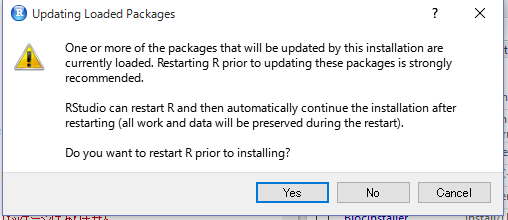 Updating Loaded Packages
One or more of the packages that will be updated by this installation are
currently loaded. Restarting R prior to updating these packages is strongly
recommended.
RStudio can restart R and then automatically continue the installation after
restarting (all work and data will be preserved during the restart).
Do you want to restart R prior to installing?
Yes No Cancel